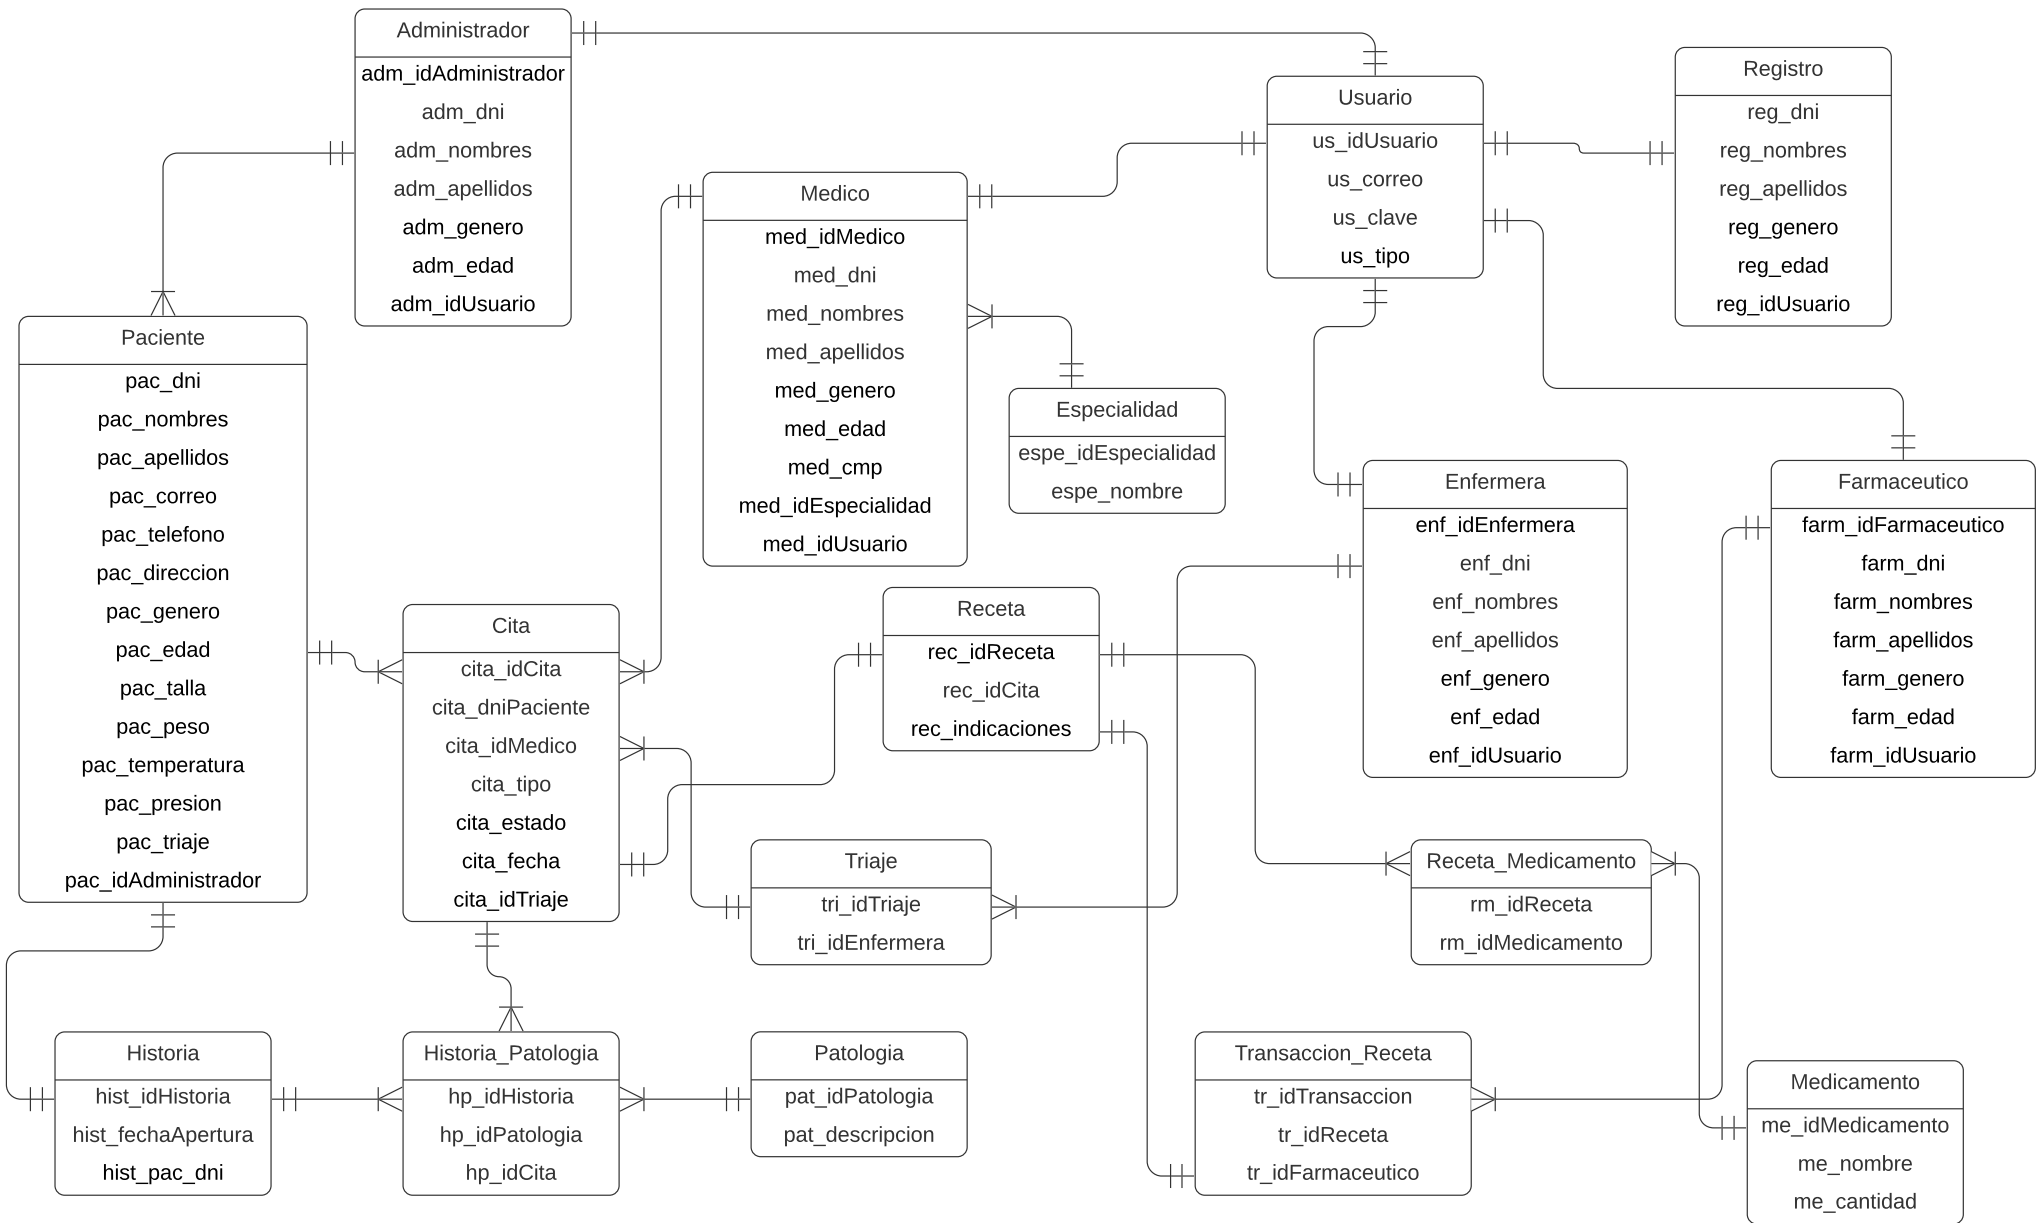 Administrador
adm_idAdministrador
adm_dni
adm_nombres
adm_apellidos
adm_genero
adm_edad
adm_idUsuario
Usuario
us_idUsuario
us_correo
us_clave
us_tipo
Registro
reg_dni
reg_nombres
reg_apellidos
reg_genero
reg_edad
reg_idUsuario
Medico
med_idMedico
med_dni
med_nombres
med_apellidos
med_genero
med_edad
med_cmp
med_idEspecialidad
med_idUsuario
Paciente
pac_dni
pac_nombres
pac_apellidos
pac_correo
pac_telefono
pac_direccion
pac_genero
pac_edad
pac_talla
pac_peso
pac_temperatura
pac_presion
pac_triaje
pac_idAdministrador
Especialidad
espe_idEspecialidad
espe_nombre
Enfermera
enf_idEnfermera
enf_dni
enf_nombres
enf_apellidos
enf_genero
enf_edad
enf_idUsuario
Farmaceutico
farm_idFarmaceutico
farm_dni
farm_nombres
farm_apellidos
farm_genero
farm_edad
farm_idUsuario
Cita
cita_idCita
cita_dniPaciente
cita_idMedico
cita_tipo
cita_estado
cita_fecha
cita_idTriaje
Receta
rec_idReceta
rec_idCita
rec_indicaciones
Triaje
tri_idTriaje
tri_idEnfermera
Receta_Medicamento
rm_idReceta
rm_idMedicamento
Historia
hist_idHistoria
hist_fechaApertura
hist_pac_dni
Historia_Patologia
hp_idHistoria
hp_idPatologia
hp_idCita
Patologia
pat_idPatologia
pat_descripcion
Transaccion_Receta
tr_idTransaccion
tr_idReceta
tr_idFarmaceutico
Medicamento
me_idMedicamento
me_nombre
me_cantidad